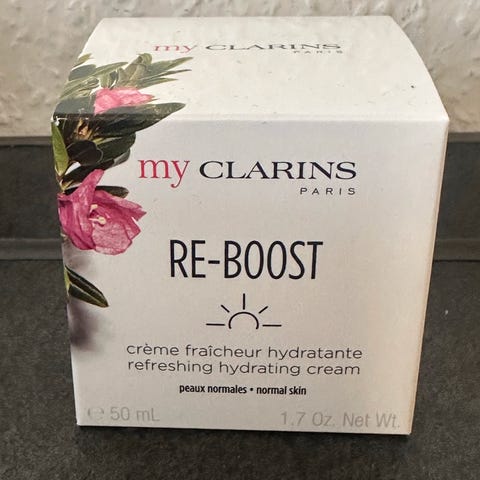 my CLARINS
PARIS
my CLARINS
PARIS
RE-BOOST
crème fraîcheur hydratante
refreshing hydrating cream
peaux normales • normal skin
℮ 50 mL 1.7 Oz. Net Wt.